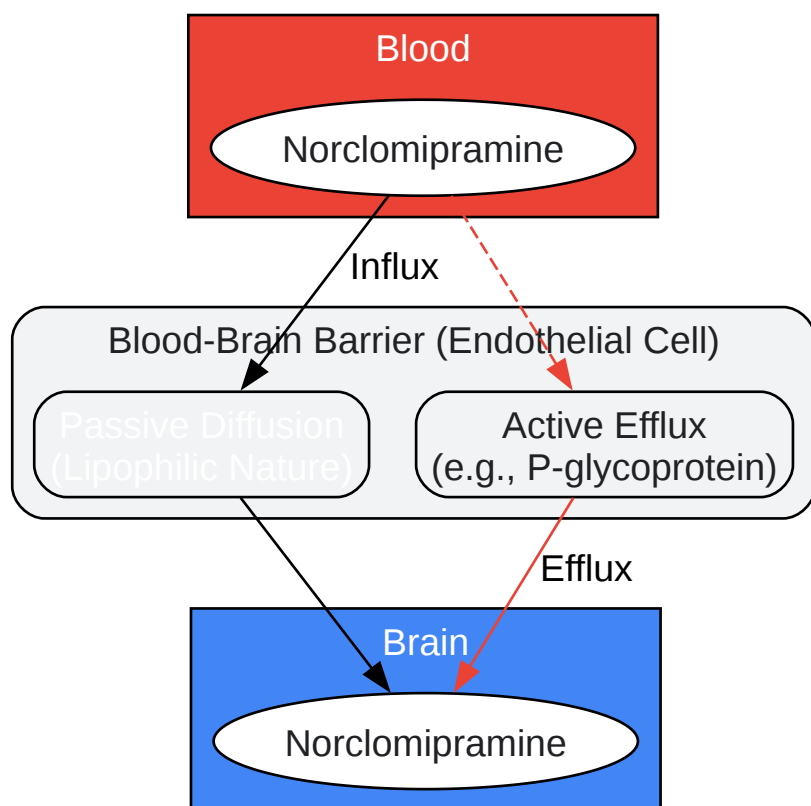 Blood
Norclomipramine
Influx
Blood-Brain Barrier (Endothelial Cell)
Passive Diffusion
(Lipophilic Nature)
Active Efflux
(e.g., P-glycoprotein)
Efflux
Brain
Norclomipramine